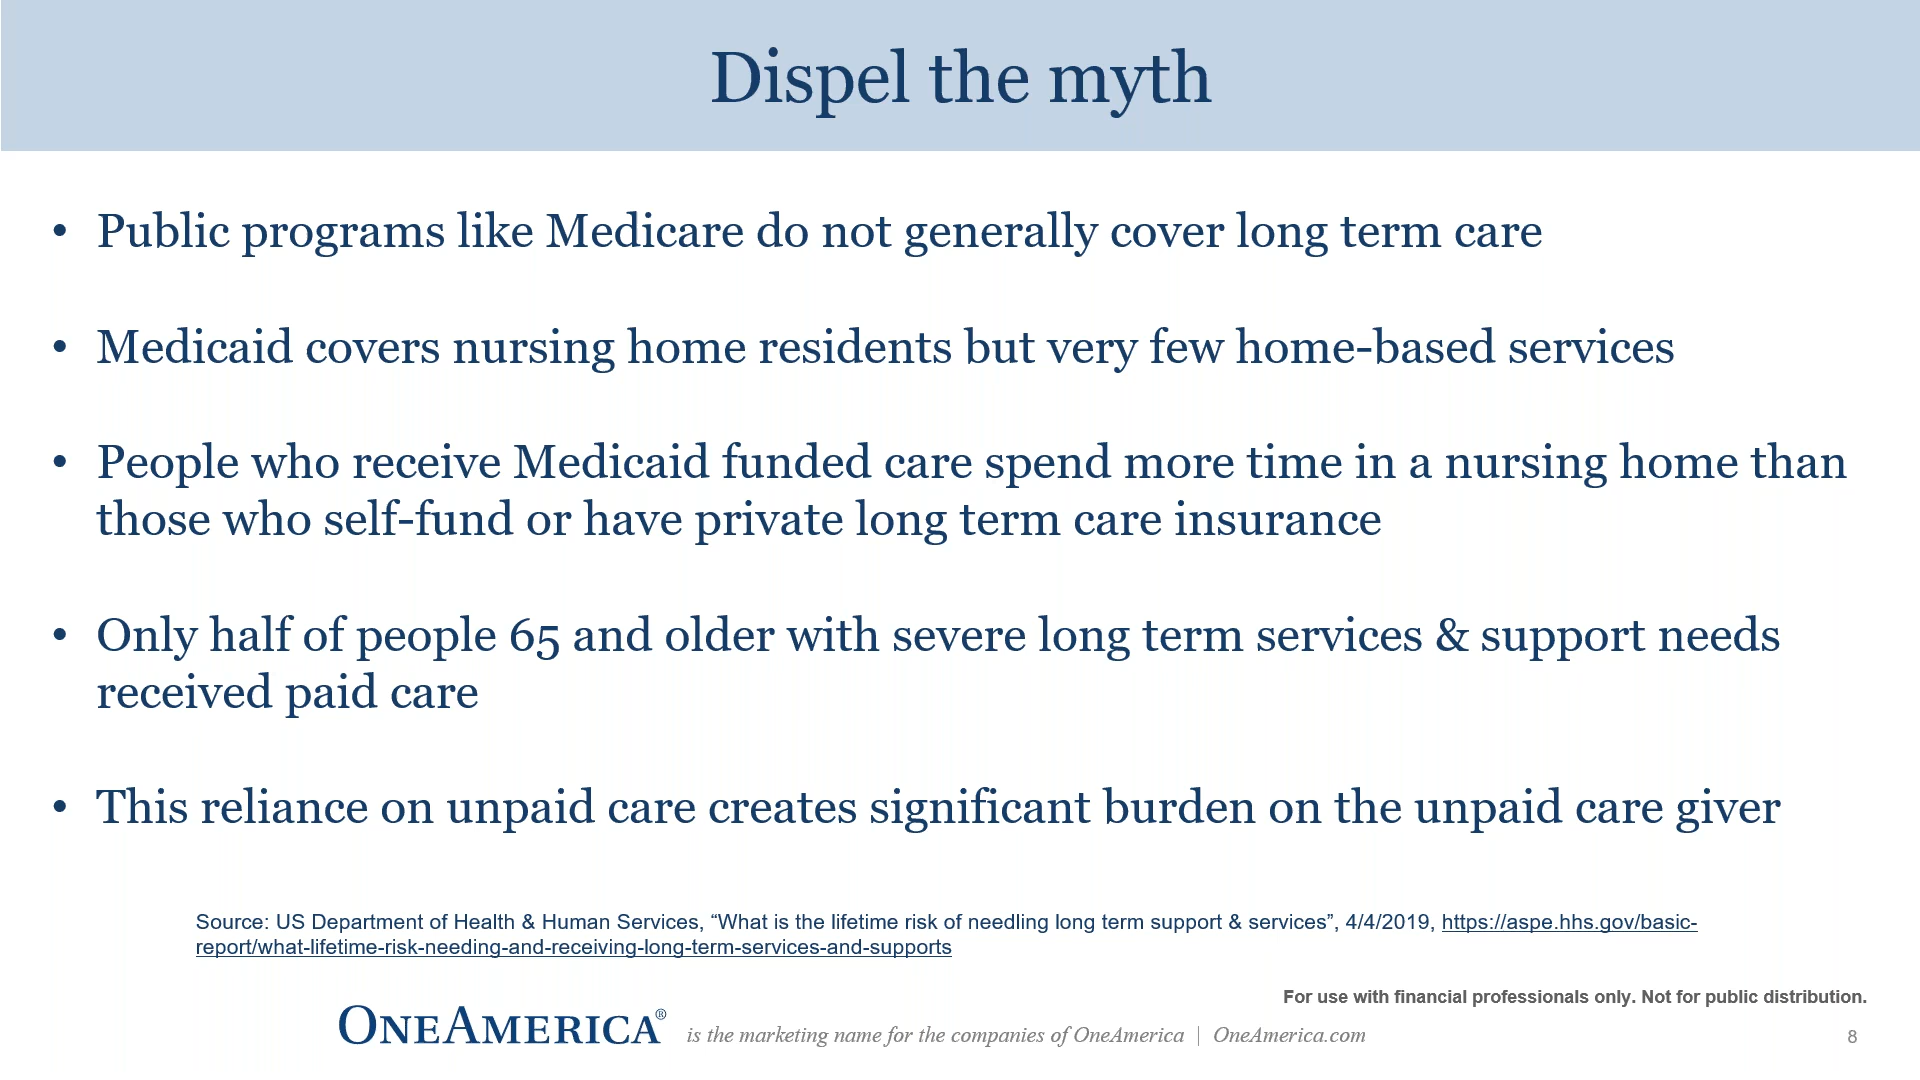 Dispel the myth
• Public programs like Medicare do not generally cover long term care
• Medicaid covers nursing home residents but very few home-based services
• People who receive Medicaid funded care spend more time in a nursing home than
those who self-fund or have private long term care insurance
• Only half of people 65 and older with severe long term services & support needs
received paid care
• This reliance on unpaid care creates significant burden on the unpaid care giver
Source: US Department of Health & Human Services, “What is the lifetime risk of needling long term support & services”, 4/4/2019, https://aspe.hhs.gov/basic-
report/what-lifetime-risk-needing-and-receiving-long-term-services-and-supports
For use with financial professionals only. Not for public distribution.
ONEAMERICA® is the marketing name for the companies of OneAmerica | OneAmerica.com
8